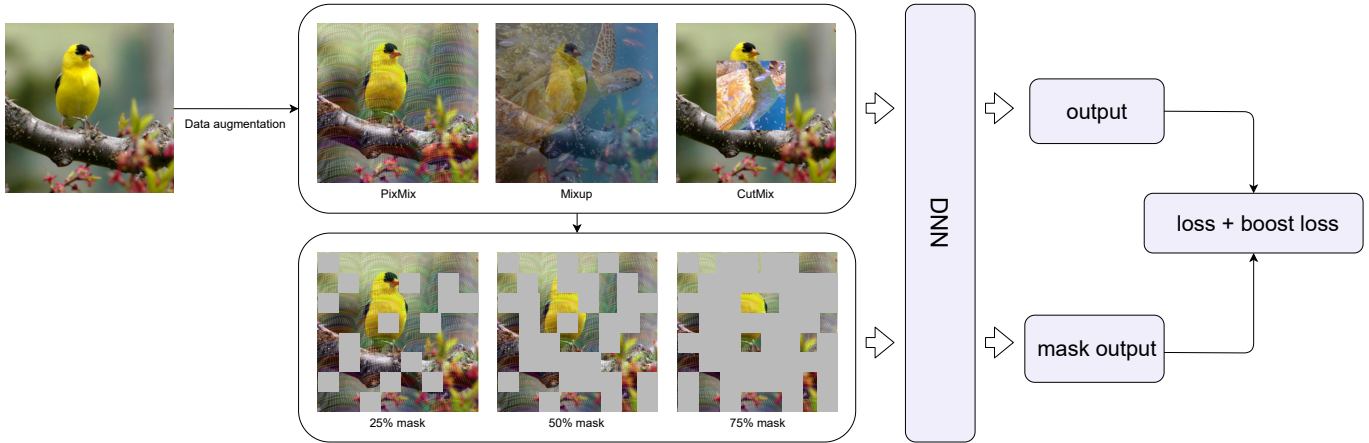 Data augmentation
PixMix
Mixup
CutMix
25% mask
50% mask
75% mask
DNN
output
mask output
loss + boost loss